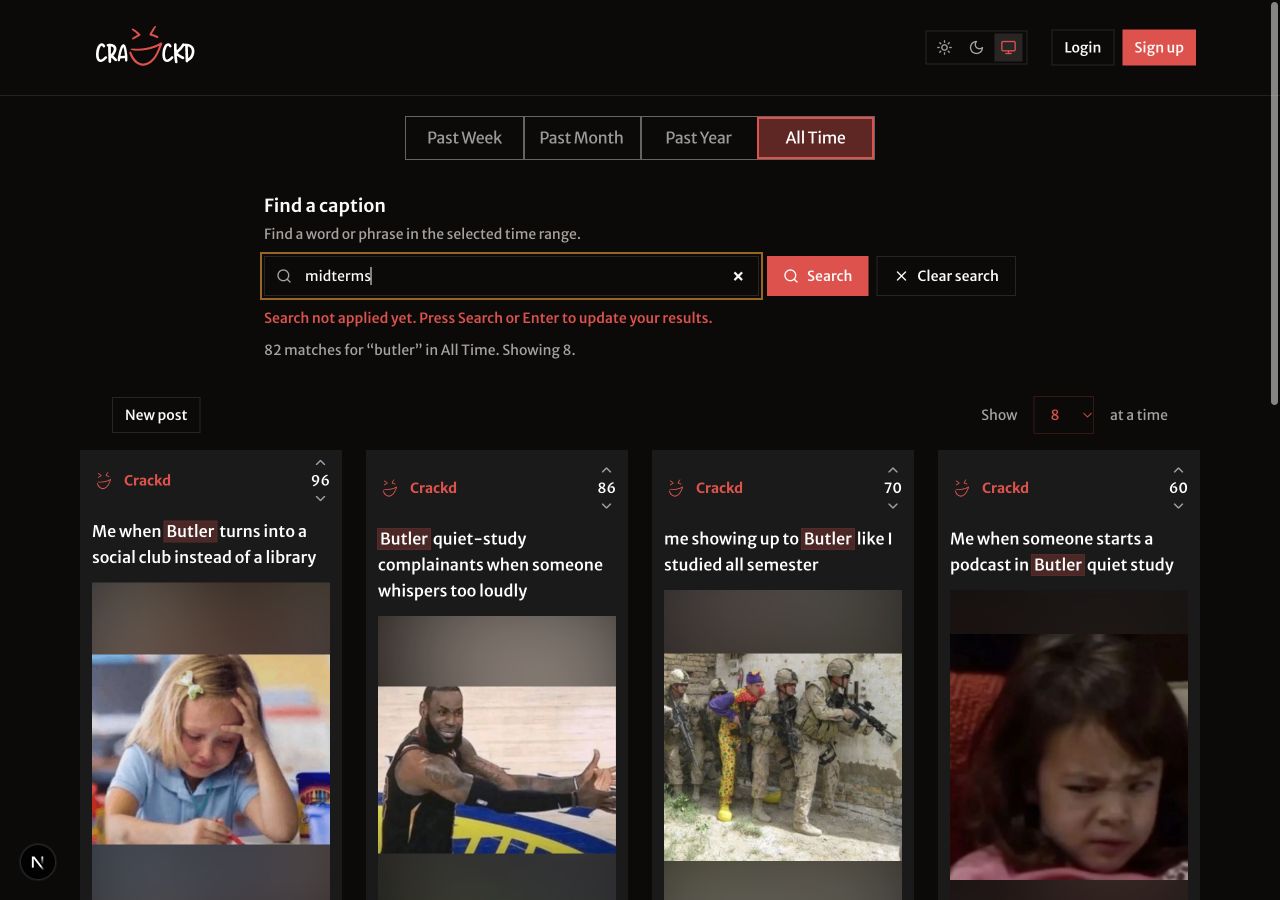 CRACKD
Login
Sign up
Past Week
Past Month
Past Year
All Time
Find a caption
Find a word or phrase in the selected time range.
midterms
Search
Clear search
Search not applied yet. Press Search or Enter to update your results.
82 matches for “butler” in All Time. Showing 8.
New post
Show
8
at a time
Crackd
96
Me when Butler turns into a
social club instead of a library
Crackd
86
Butler quiet-study
complainants when someone
whispers too loudly
Crackd
70
me showing up to Butler like I
studied all semester
Crackd
60
Me when someone starts a
podcast in Butler quiet study
N